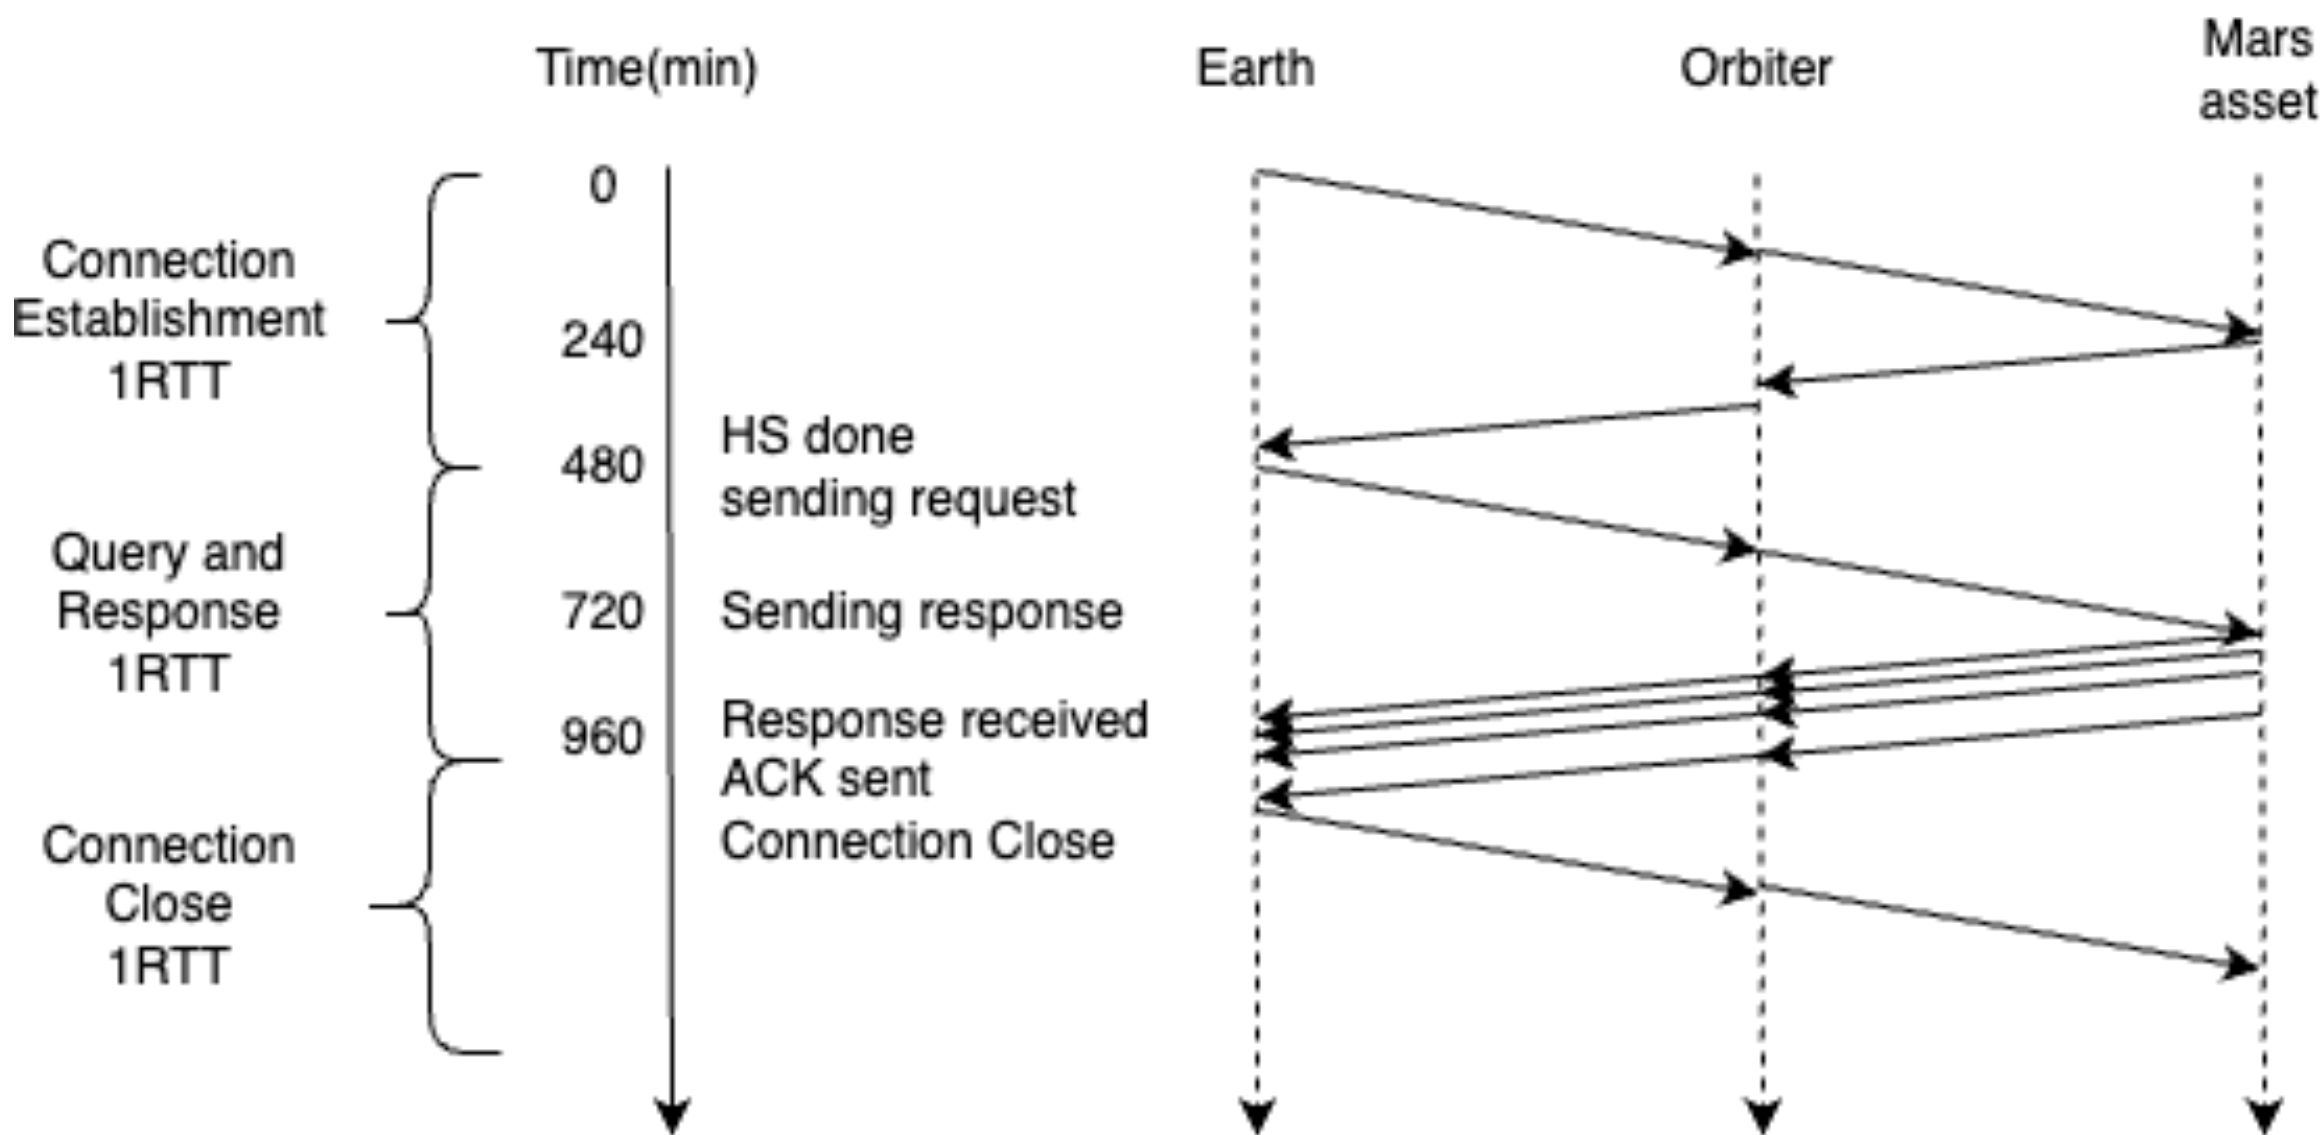 Time(min)
Earth
Orbiter
Mars
asset
0
Connection
Establishment
1RTT
240
HS done
480
sending request
Query and
Response
1RTT
720
Sending response
Response received
960
ACK sent
Connection Close
Connection
Close
1RTT